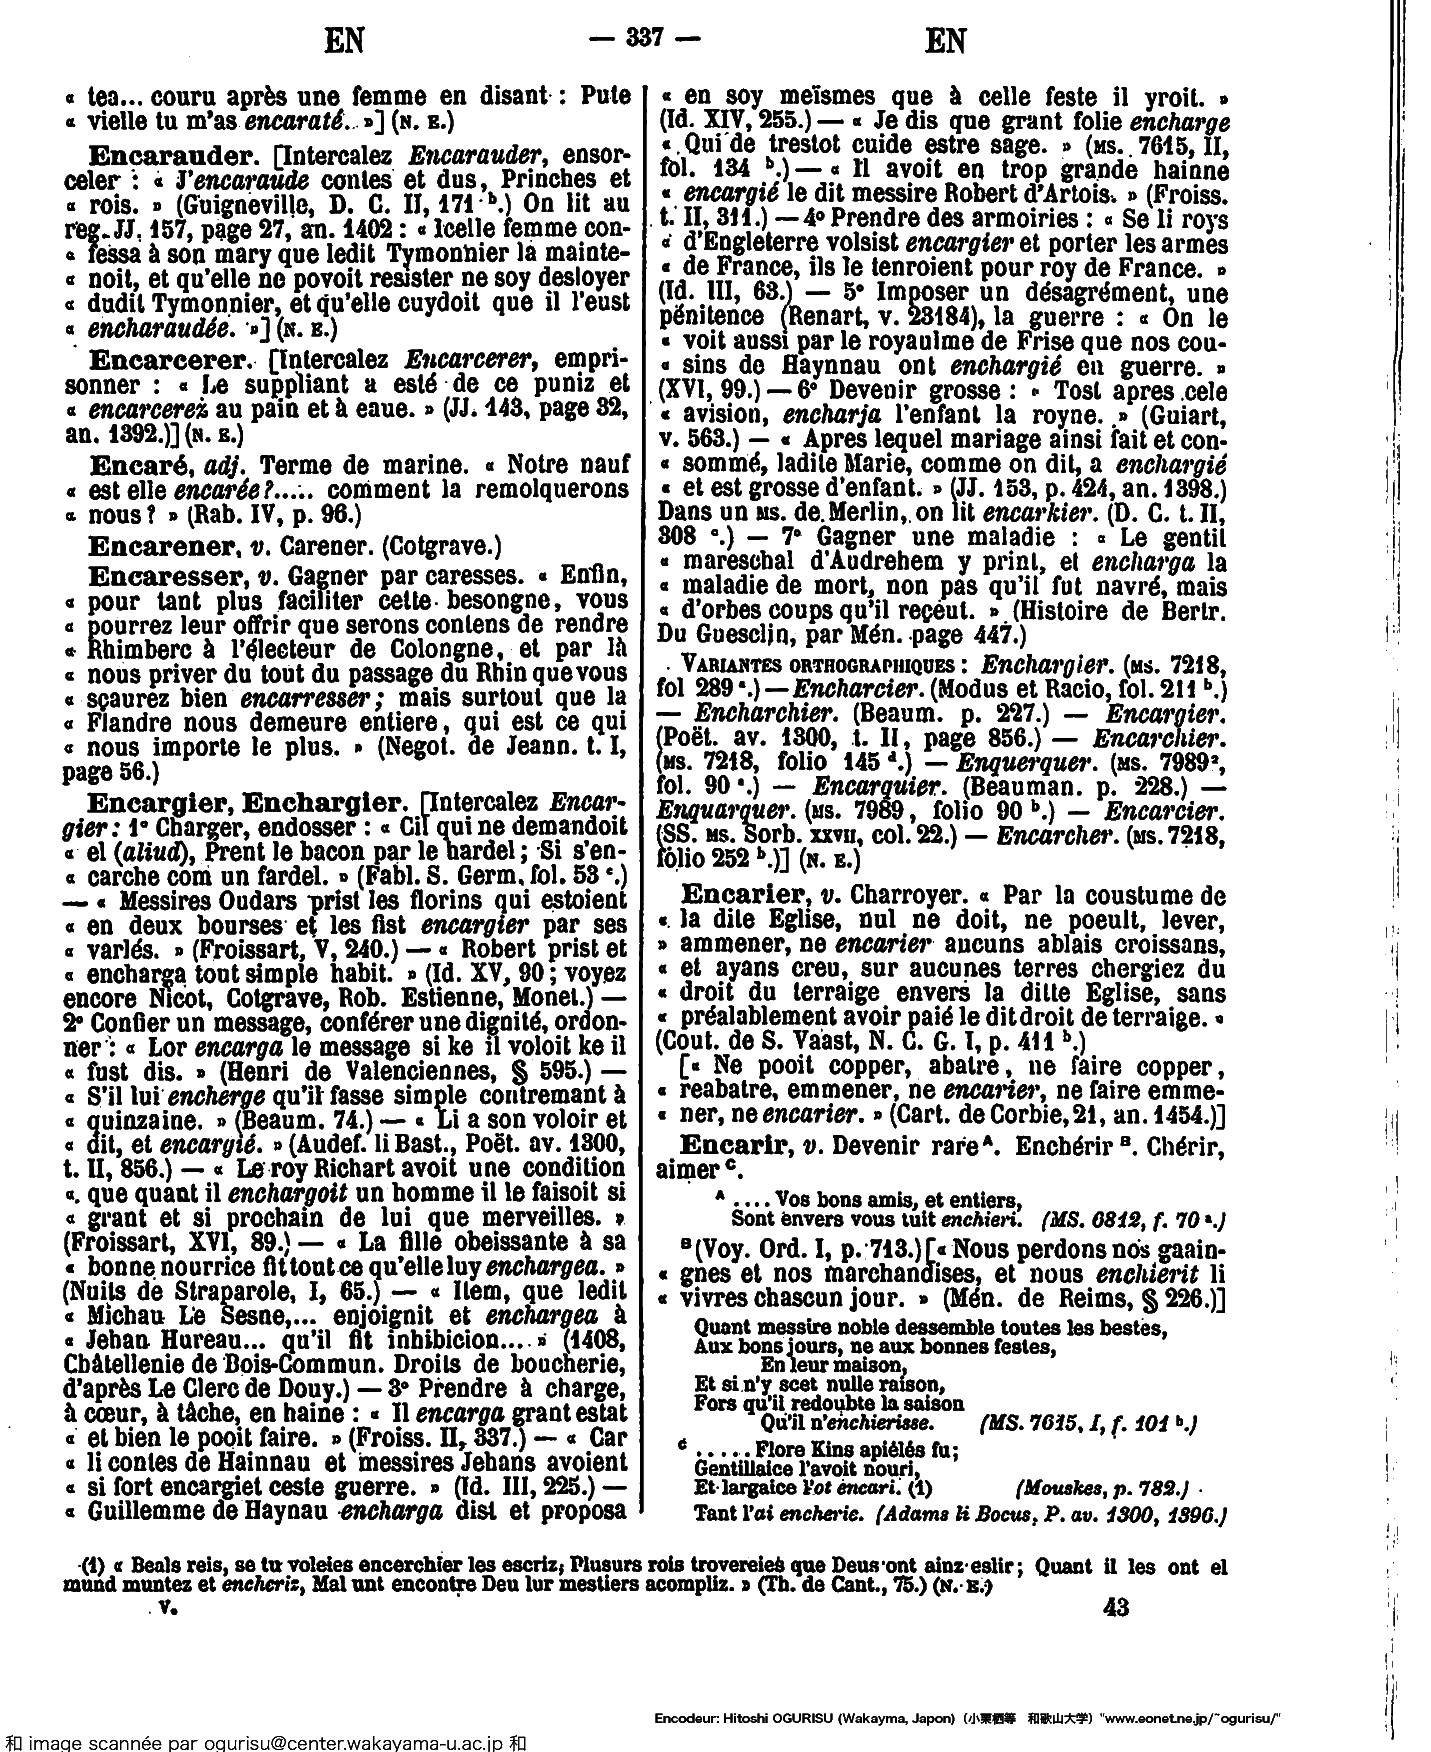 EN — 337 — EN
« tea... couru après une femme en disant : Pute
« vielle tu m'as encaraté. »] (N. E.)
Encarauder. [Intercalez Encarauder, ensor-
celer : « J'encaraude contes et dus, Princhés et
« rois. » (Guigneville, D. C. II, 171 b.) On lit au
reg. JJ. 157, page 27, an. 1402 : « Icelle femme con-
« fessa à son mary que ledit Tymonnier la mainte-
« noit, et qu'elle ne povoit resister ne soy desloyer
« dudit Tymonnier, et qu'elle cuydoit que il l'eust
« encharaudée. »] (N. E.)
Encarcerer. [Intercalez Encarcerer, empri-
sonner : « Le suppliant a esté de ce puniz et
« encarcerez au pain et à eaue. » (JJ. 143, page 32,
an. 1392.)] (N. E.)
Encaré, adj. Terme de marine. « Notre nauf
« est elle encarée?..... comment la remolquerons
« nous? » (Rab. IV, p. 96.)
Encarener, v. Carener. (Cotgrave.)
Encaresser, v. Gagner par caresses. « Enfin,
« pour tant plus faciliter cette besongne, vous
« pourrez leur offrir que serons contens de rendre
« Rhimberc à l'électeur de Colongne, et par là
« nous priver du tout du passage du Rhin que vous
« sçaurez bien encarresser; mais surtout que la
« Flandre nous demeure entiere, qui est ce qui
« nous importe le plus. » (Negot. de Jeann. t. I,
page 56.)
Encargier, Enchargier. [Intercalez Encar-
gier : 1° Charger, endosser : « Cil qui ne demandoit
« el (aliud), Prent le bacon par le hardel; Si s'en-
« carche com un fardel. » (Fabl. S. Germ. fol. 53 c.)
— « Messires Oudars prist les florins qui estoient
« en deux bourses et les fist encargier par ses
« varlés. » (Froissart, V, 240.) — « Robert prist et
« encharga tout simple habit. » (Id. XV, 90; voyez
encore Nicot, Cotgrave, Rob. Estienne, Monet.) —
2° Confier un message, conférer une dignité, ordon-
ner : « Lor encarga le message si ke il voloit ke il
« fust dis. » (Henri de Valenciennes, § 595.) —
« S'il lui encherge qu'il fasse simple contremant à
« quinzaine. » (Beaum. 74.) — « Li a son voloir et
« dit, et encargié. » (Audef. li Bast., Poët. av. 1300,
t. II, 856.) — « Le roy Richart avoit une condition
« que quant il enchargoit un homme il le faisoit si
« grant et si prochain de lui que merveilles. »
(Froissart, XVI, 89.) — « La fille obeissante à sa
« bonne nourrice fit tout ce qu'elle luy enchargea. »
(Nuits de Straparole, I, 65.) — « Item, que ledit
« Michau Le Sesne,... enjoignit et enchargea à
« Jehan Hureau... qu'il fit inhibicion.... » (1408,
Châtellenie de Bois-Commun. Droits de boucherie,
d'après Le Clerc de Douy.) — 3° Prendre à charge,
à cœur, à tâche, en haine : « Il encarga grant estat
« et bien le pooit faire. » (Froiss. II, 337.) — « Car
« li contes de Hainnau et messires Jehans avoient
« si fort encargiet ceste guerre. » (Id. III, 225.) —
« Guillemme de Haynau encharga dist et proposa
« en soy meïsmes que à celle feste il yroit. »
(Id. XIV, 255.) — « Je dis que grant folie encharge
« Qui de trestot cuide estre sage. » (MS. 7615, II,
fol. 134 b.) — « Il avoit en trop grande hainne
« encargié le dit messire Robert d'Artois. » (Froiss.
t. II, 311.) — 4° Prendre des armoiries : « Se li roys
« d'Engleterre volsist encargier et porter les armes
« de France, ils le tenroient pour roy de France. »
(Id. III, 63.) — 5° Imposer un désagrément, une
pénitence (Renart, v. 23184), la guerre : « On le
« voit aussi par le royaulme de Frise que nos cou-
« sins de Haynnau ont enchargié en guerre. »
(XVI, 99.) — 6° Devenir grosse : « Tost apres cele
« avision, encharja l'enfant la royne. » (Guiart,
v. 563.) — « Apres lequel mariage ainsi fait et con-
« sommé, ladite Marie, comme on dit, a enchargié
« et est grosse d'enfant. » (JJ. 153, p. 424, an. 1398.)
Dans un MS. de Merlin, on lit encarkier. (D. C. t. II,
308 c.) — 7° Gagner une maladie : « Le gentil
« mareschal d'Audrehem y print, et encharga la
« maladie de mort, non pas qu'il fut navré, mais
« d'orbes coups qu'il reçeut. » (Histoire de Bertr.
Du Guesclin, par Mén. page 447.)
VARIANTES ORTHOGRAPHIQUES : Enchargier. (MS. 7218,
fol 289 a.) — Encharcier. (Modus et Racio, fol. 211 b.)
— Encharchier. (Beaum. p. 227.) — Encargier.
(Poët. av. 1300, t. II, page 856.) — Encarchier.
(MS. 7218, folio 145 d.) — Enquerquer. (MS. 7989²,
fol. 90 a.) — Encarquier. (Beauman. p. 228.) —
Enquarquer. (MS. 7989, folio 90 b.) — Encarcier.
(SS. MS. Sorb. XXVII, col. 22.) — Encarcher. (MS. 7218,
folio 252 b.)] (N. E.)
Encarier, v. Charroyer. « Par la coustume de
« la dite Eglise, nul ne doit, ne poeult, lever,
» ammener, ne encarier aucuns ablais croissans,
« et ayans creu, sur aucunes terres chergiez du
« droit du terraige envers la ditte Eglise, sans
« préalablement avoir paié le dit droit de terraige. »
(Cout. de S. Vaast, N. C. G. I, p. 411 b.)
[« Ne pooit copper, abatre, ne faire copper,
« reabatre, emmener, ne encarier, ne faire emme-
« ner, ne encarier. » (Cart. de Corbie, 21, an. 1454.)]
Encarir, v. Devenir rare A. Enchérir B. Chérir,
aimer C.
A .... Vos bons amis, et entiers,
Sont envers vous tuit enchieri. (MS. 6812, f. 70 a.)
B (Voy. Ord. I, p. 713.) [« Nous perdons nos gaain-
« gnes et nos marchandises, et nous enchierit li
« vivres chascun jour. » (Mén. de Reims, § 226.)]
Quant messire noble dessemble toutes les bestes,
Aux bons jours, ne aux bonnes festes,
En leur maison,
Et si n'y scet nulle raison,
Fors qu'il redoubte la saison
Qu'il n'enchierisse. (MS. 7615, I, f. 101 b.)
C ..... Flore Kins apiélés fu;
Gentillaice l'avoit nouri,
Et largaice l'ot encari. (1) (Mouskes, p. 782.)
Tant l'ai encherie. (Adams li Bocus, P. av. 1300, 1396.)
(1) « Beals reis, se tu voleies encerchier les escriz; Plusurs rois trovereies que Deus ont ainz eslir; Quant il les ont el
mund muntez et encheriz, Mal unt encontre Deu lur mestiers acompliz. » (Th. de Cant., 75.) (N. E.)
V. 43
Encodeur: Hitoshi OGURISU (Wakayma, Japon) (小栗栖等 和歌山大学) "www.eonet.ne.jp/~ogurisu/"
和 image scannée par ogurisu@center.wakayama-u.ac.jp 和